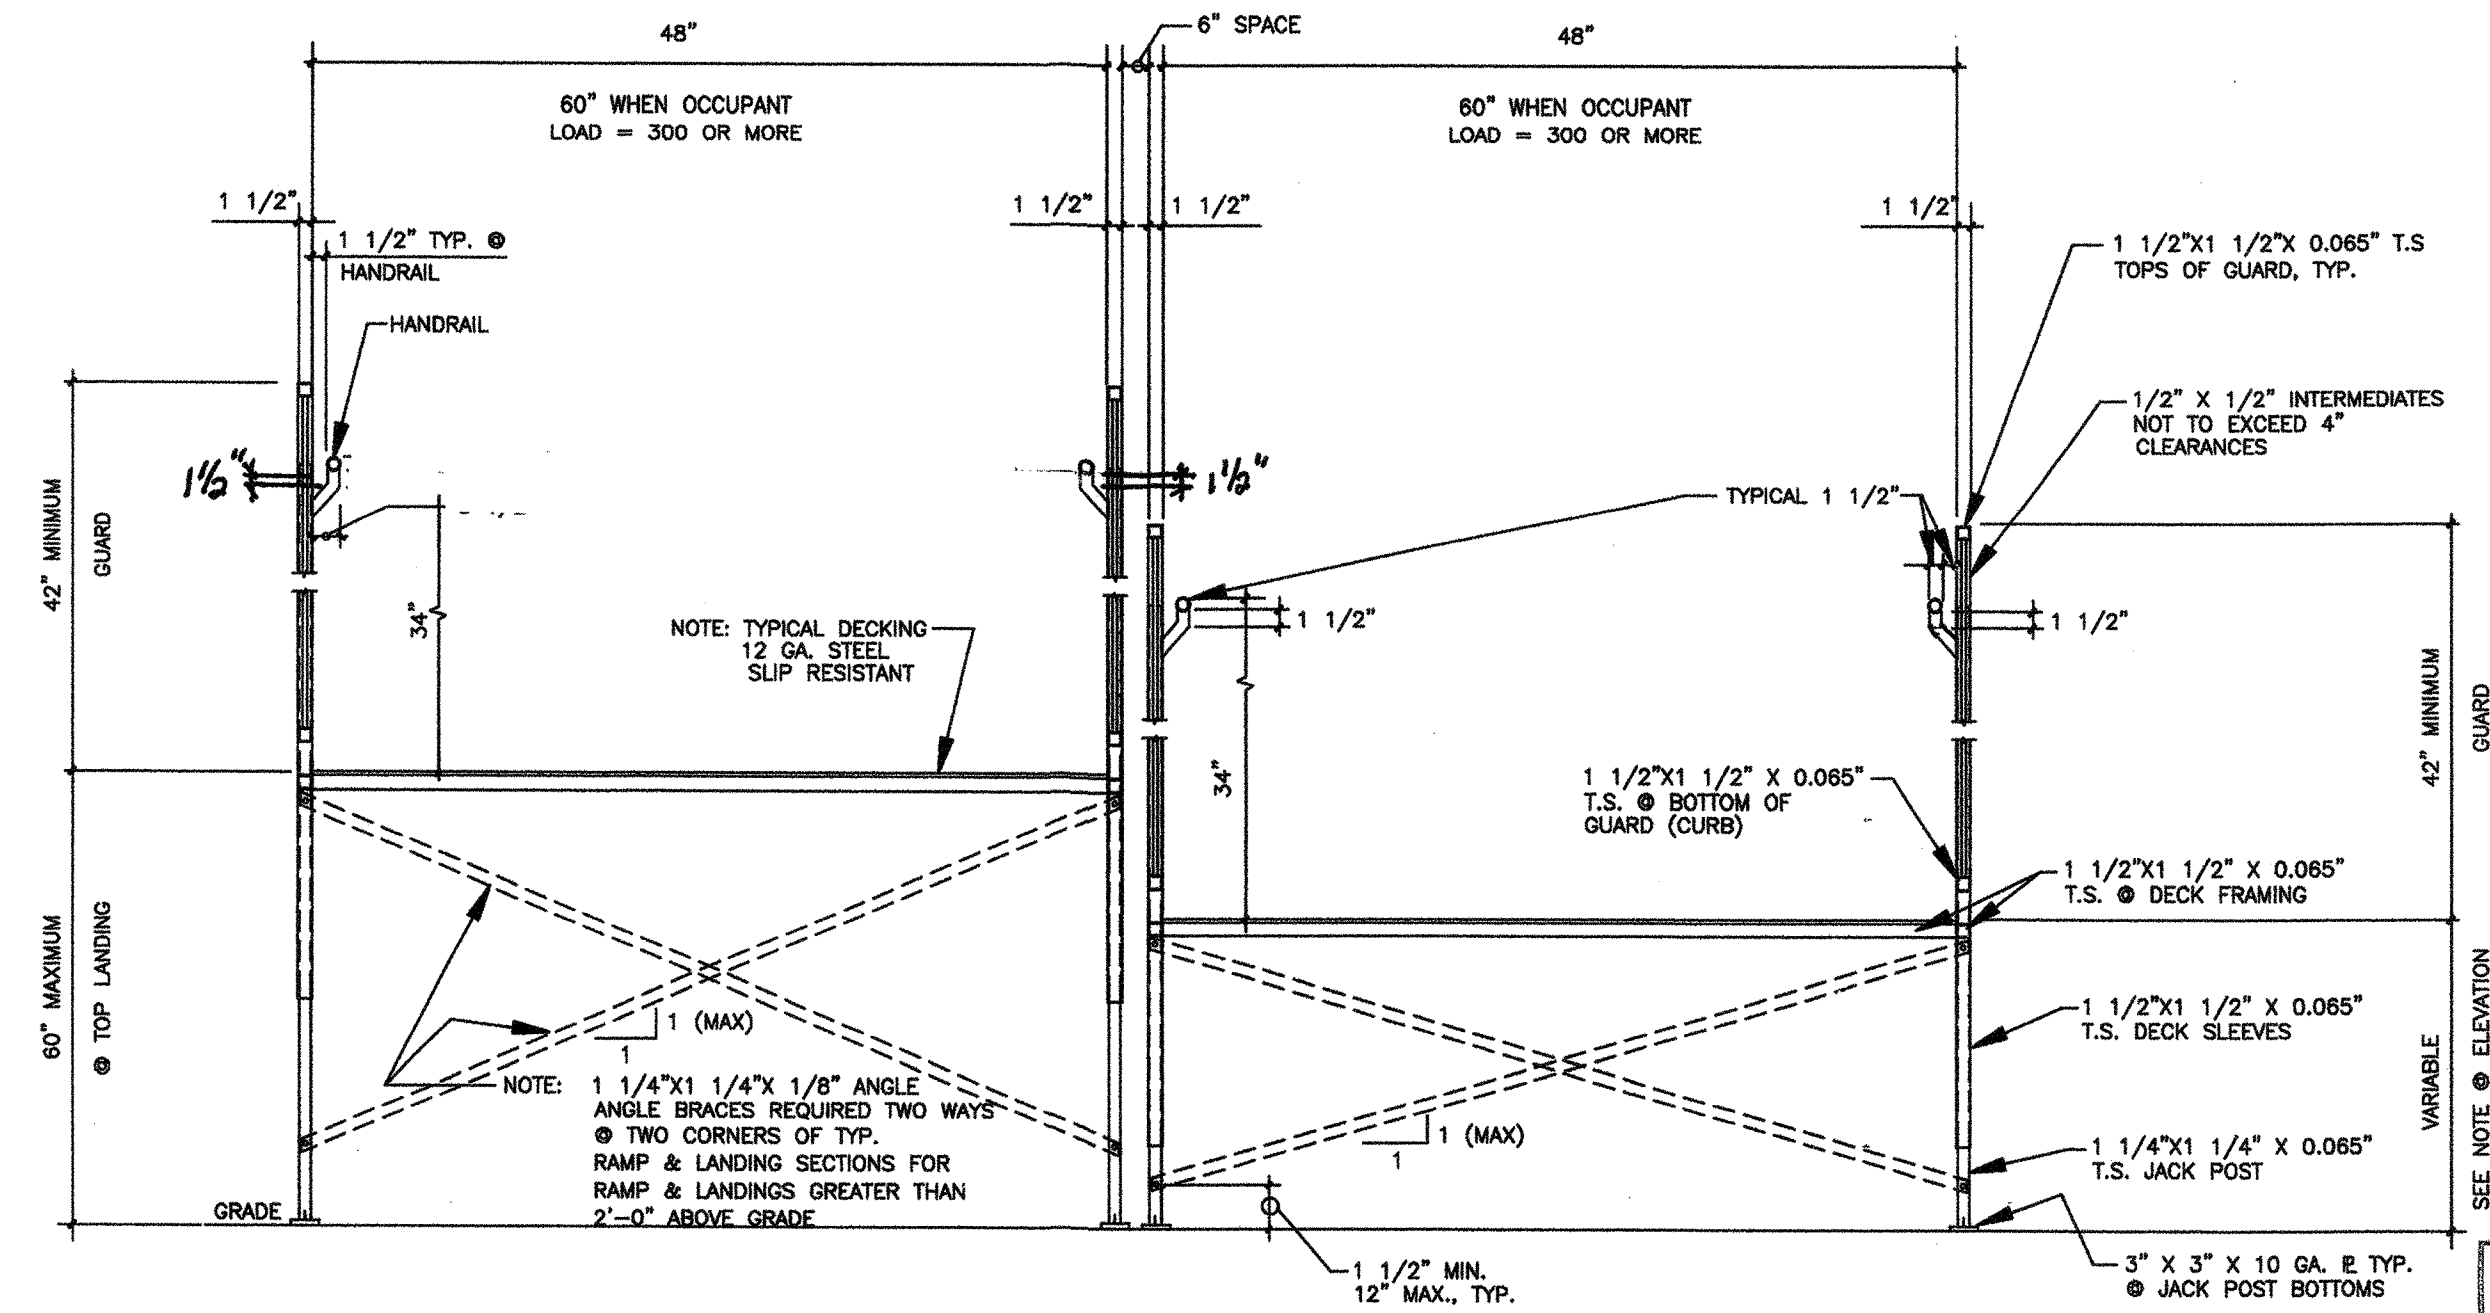 48"
6" SPACE
48"
60" WHEN OCCUPANT
LOAD = 300 OR MORE
60" WHEN OCCUPANT
LOAD = 300 OR MORE
1 1/2"
1 1/2"
1 1/2"
1 1/2"
1 1/2" TYP. @
HANDRAIL
HANDRAIL
1 1/2"X1 1/2"X 0.065" T.S
TOPS OF GUARD, TYP.
1/2" X 1/2" INTERMEDIATES
NOT TO EXCEED 4"
CLEARANCES
1 1/2"
1 1/2"
TYPICAL 1 1/2"
42" MINIMUM
GUARD
34"
1 1/2"
1 1/2"
NOTE: TYPICAL DECKING
12 GA. STEEL
SLIP RESISTANT
34"
1 1/2"X1 1/2" X 0.065"
T.S. @ BOTTOM OF
GUARD (CURB)
42" MINIMUM
GUARD
1 1/2"X1 1/2" X 0.065"
T.S. @ DECK FRAMING
60" MAXIMUM
@ TOP LANDING
1 (MAX)
1
1 1/2"X1 1/2" X 0.065"
T.S. DECK SLEEVES
NOTE: 1 1/4"X1 1/4"X 1/8" ANGLE
ANGLE BRACES REQUIRED TWO WAYS
@ TWO CORNERS OF TYP.
RAMP & LANDING SECTIONS FOR
RAMP & LANDINGS GREATER THAN
2'-0" ABOVE GRADE
1 (MAX)
1
VARIABLE
SEE NOTE @ ELEVATION
1 1/4"X1 1/4" X 0.065"
T.S. JACK POST
GRADE
1 1/2" MIN.
12" MAX., TYP.
3" X 3" X 10 GA. PL TYP.
@ JACK POST BOTTOMS